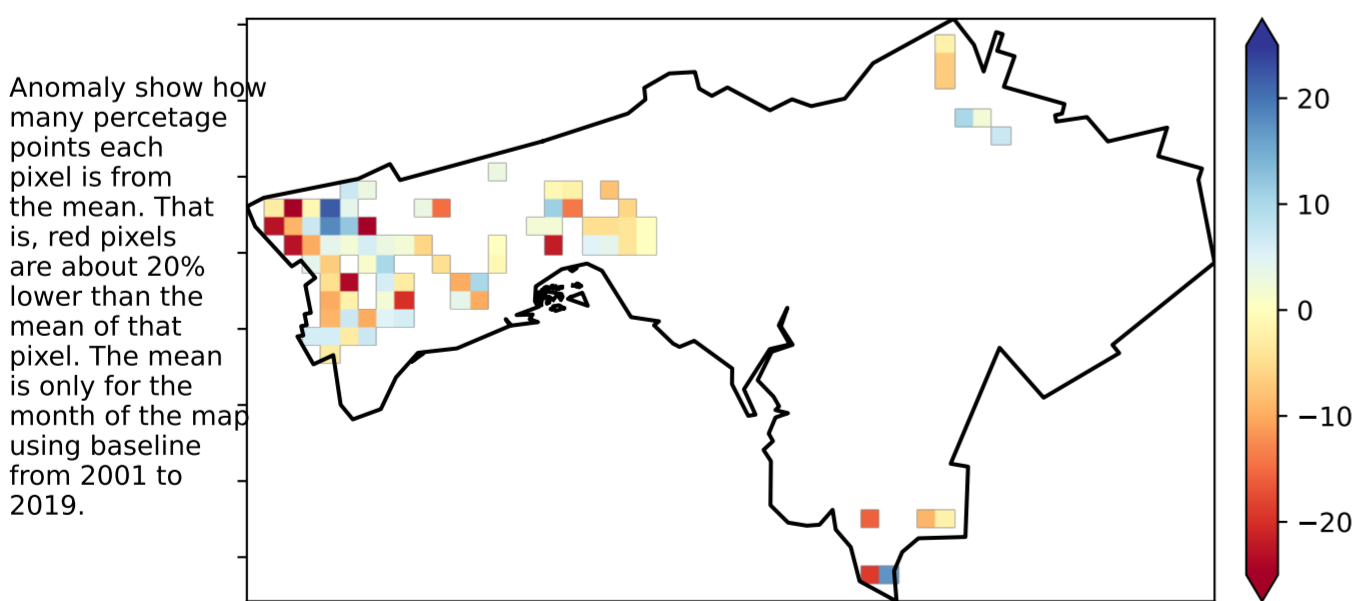 Anomaly show how
many percetage
points each
pixel is from
the mean. That
is, red pixels
are about 20%
lower than the
mean of that
pixel. The mean
is only for the
month of the map
using baseline
from 2001 to
2019.
20
10
0
−10
−20